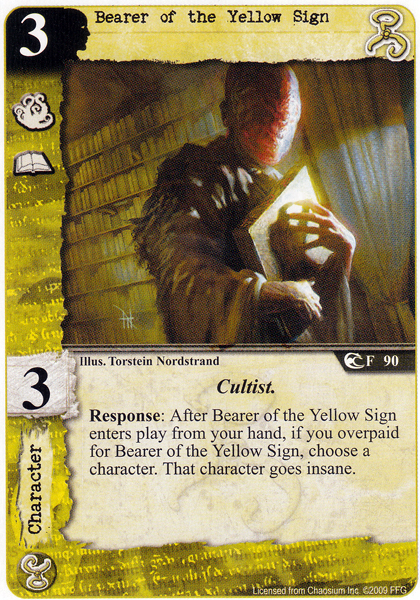 3
Bearer of the Yellow Sign
Illus. Torstein Nordstrand
F 90
3
Character
Cultist.
Response: After Bearer of the Yellow Sign
enters play from your hand, if you overpaid
for Bearer of the Yellow Sign, choose a
character. That character goes insane.
Licensed from Chaosium Inc. ©2009 FFG